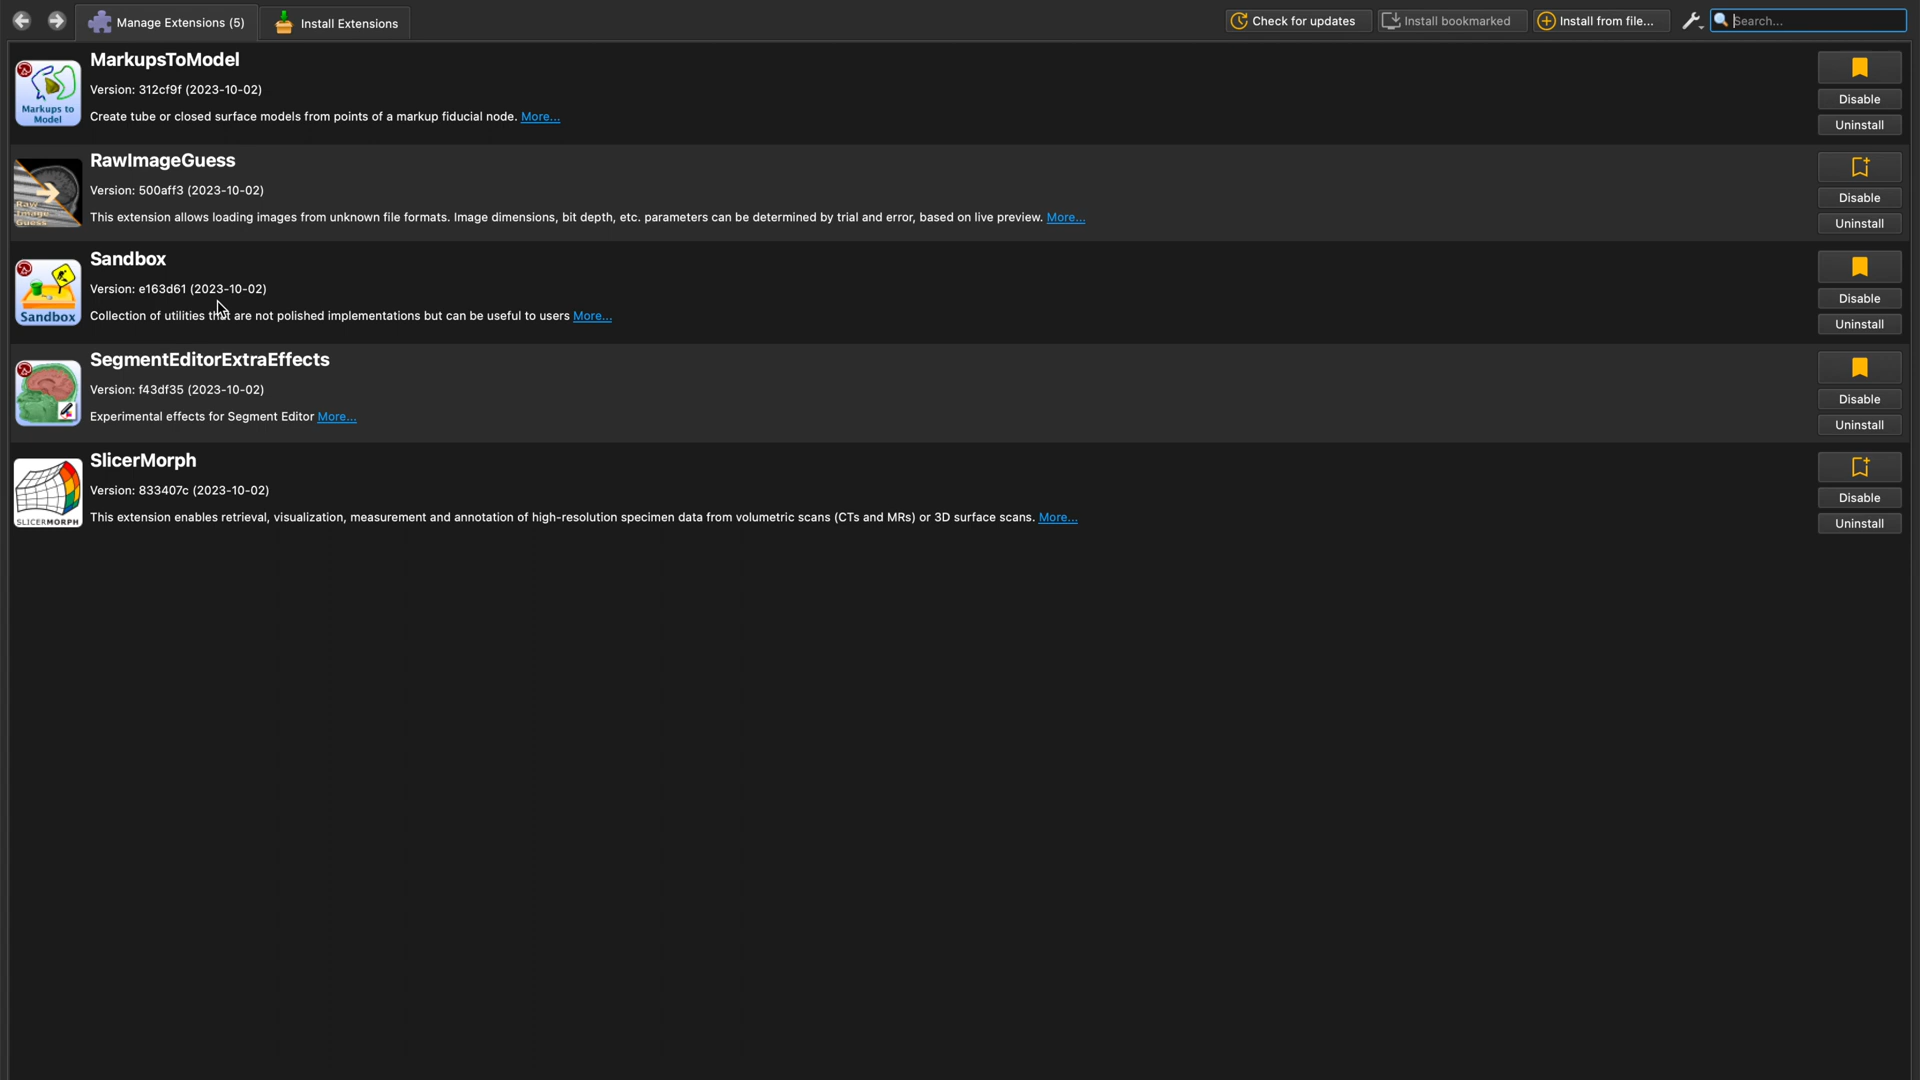 Manage Extensions (5)
Install Extensions
Check for updates
Install bookmarked
Install from file...
Search...
MarkupsToModel
Version: 312cf9f (2023-10-02)
Create tube or closed surface models from points of a markup fiducial node. More...
Markups to
Model
Disable
Uninstall
RawImageGuess
Version: 500aff3 (2023-10-02)
This extension allows loading images from unknown file formats. Image dimensions, bit depth, etc. parameters can be determined by trial and error, based on live preview. More...
Raw
Image
Guess
Disable
Uninstall
Sandbox
Version: e163d61 (2023-10-02)
Collection of utilities that are not polished implementations but can be useful to users More...
Sandbox
Disable
Uninstall
SegmentEditorExtraEffects
Version: f43df35 (2023-10-02)
Experimental effects for Segment Editor More...
Disable
Uninstall
SlicerMorph
Version: 833407c (2023-10-02)
This extension enables retrieval, visualization, measurement and annotation of high-resolution specimen data from volumetric scans (CTs and MRs) or 3D surface scans. More...
SLICERMORPH
Disable
Uninstall